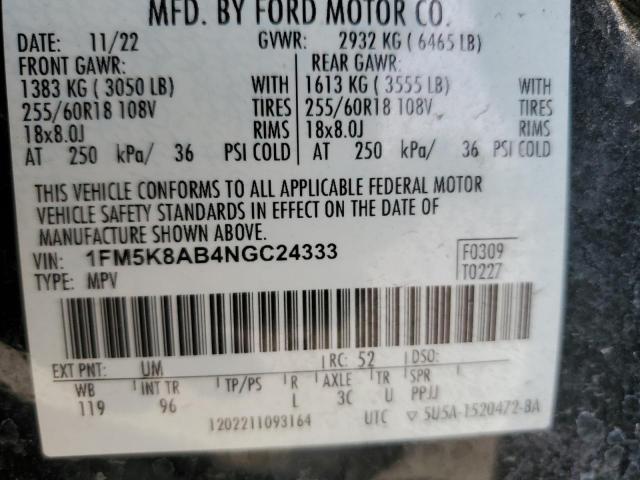 MFD. BY FORD MOTOR CO.
DATE: 11/22 GVWR: 2932 KG ( 6465 LB)
FRONT GAWR: REAR GAWR:
1383 KG ( 3050 LB) WITH 1613 KG ( 3555 LB) WITH
255/60R18 108V TIRES 255/60R18 108V TIRES
18x8.0J RIMS 18x8.0J RIMS
AT 250 kPa/ 36 PSI COLD AT 250 kPa/ 36 PSI COLD
THIS VEHICLE CONFORMS TO ALL APPLICABLE FEDERAL MOTOR
VEHICLE SAFETY STANDARDS IN EFFECT ON THE DATE OF
MANUFACTURE SHOWN ABOVE.
VIN: 1FM5K8AB4NGC24333 F0309
TYPE: MPV T0227
EXT PNT: UM RC: 52 DSO:
WB INT TR TP/PS R AXLE TR SPR
119 96 L 3C U PPJJ
1202211093164 UTC ▽ 5U5A-1520472-BA